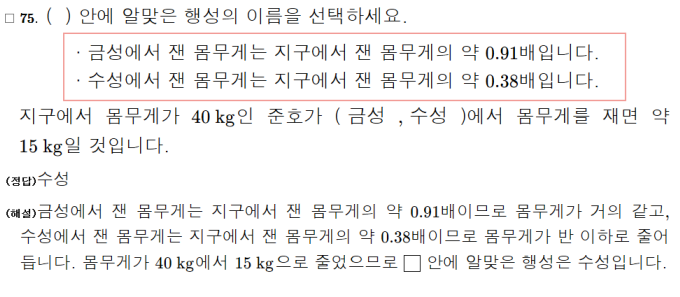 □ 75. ( ) 안에 알맞은 행성의 이름을 선택하세요.
· 금성에서 잰 몸무게는 지구에서 잰 몸무게의 약 0.91배입니다.
· 수성에서 잰 몸무게는 지구에서 잰 몸무게의 약 0.38배입니다.
지구에서 몸무게가 40 kg인 준호가 ( 금성 , 수성 )에서 몸무게를 재면 약
15 kg일 것입니다.
(정답)수성
(해설)금성에서 잰 몸무게는 지구에서 잰 몸무게의 약 0.91배이므로 몸무게가 거의 같고,
수성에서 잰 몸무게는 지구에서 잰 몸무게의 약 0.38배이므로 몸무게가 반 이하로 줄어
듭니다. 몸무게가 40 kg에서 15 kg으로 줄었으므로 □ 안에 알맞은 행성은 수성입니다.